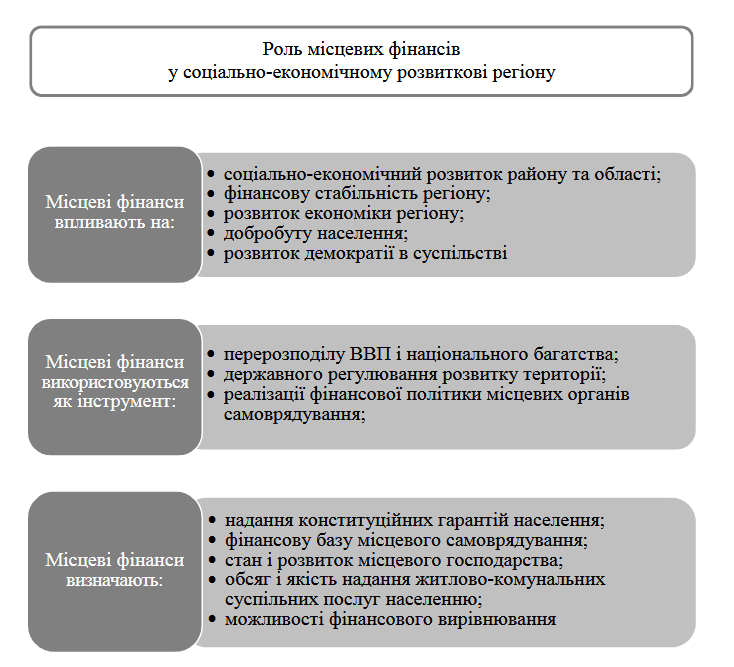 Роль місцевих фінансів
у соціально-економічному розвиткові регіону
Місцеві фінанси
впливають на:
• соціально-економічний розвиток району та області;
• фінансову стабільність регіону;
• розвиток економіки регіону;
• добробуту населення;
• розвиток демократії в суспільстві
Місцеві фінанси
використовуються
як інструмент:
• перерозподілу ВВП і національного багатства;
• державного регулювання розвитку території;
• реалізації фінансової політики місцевих органів
самоврядування;
Місцеві фінанси
визначають:
• надання конституційних гарантій населення;
• фінансову базу місцевого самоврядування;
• стан і розвиток місцевого господарства;
• обсяг і якість надання житлово-комунальних
суспільних послуг населенню;
• можливості фінансового вирівнювання